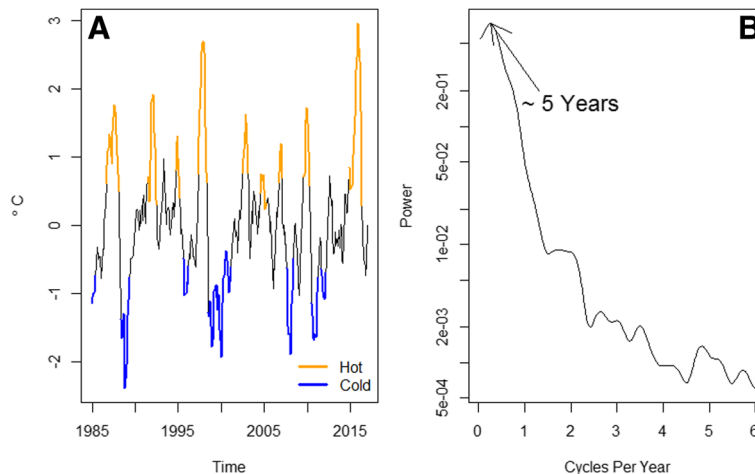 A
3
2
1
0
-1
-2
° C
Hot
Cold
1985
1995
2005
2015
Time
B
~ 5 Years
2e-01
5e-02
1e-02
2e-03
5e-04
Power
0
1
2
3
4
5
6
Cycles Per Year